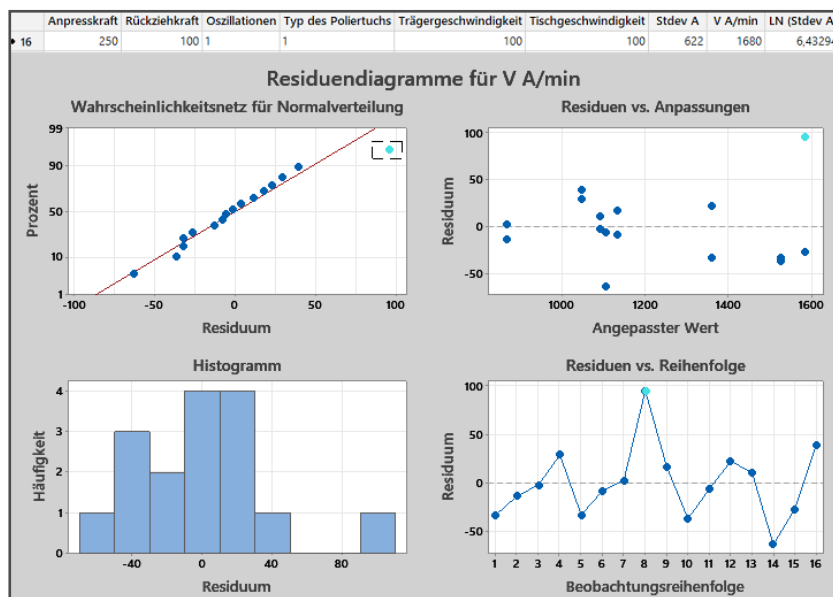 Anpresskraft Rückziehkraft Oszillationen Typ des Poliertuchs Trägergeschwindigkeit Tischgeschwindigkeit Stdev A V A/min LN (Stdev A
16 250 100 1 1 100 100 622 1680 6,43294
Residuendiagramme für V A/min
Wahrscheinlichkeitsnetz für Normalverteilung
99
90
50
10
1
Prozent
-100 -50 0 50 100
Residuum
Residuen vs. Anpassungen
100
50
0
-50
Residuum
1000 1200 1400 1600
Angepasster Wert
Histogramm
4
3
2
1
0
Häufigkeit
-40 0 40 80
Residuum
Residuen vs. Reihenfolge
100
50
0
-50
Residuum
1 2 3 4 5 6 7 8 9 10 11 12 13 14 15 16
Beobachtungsreihenfolge